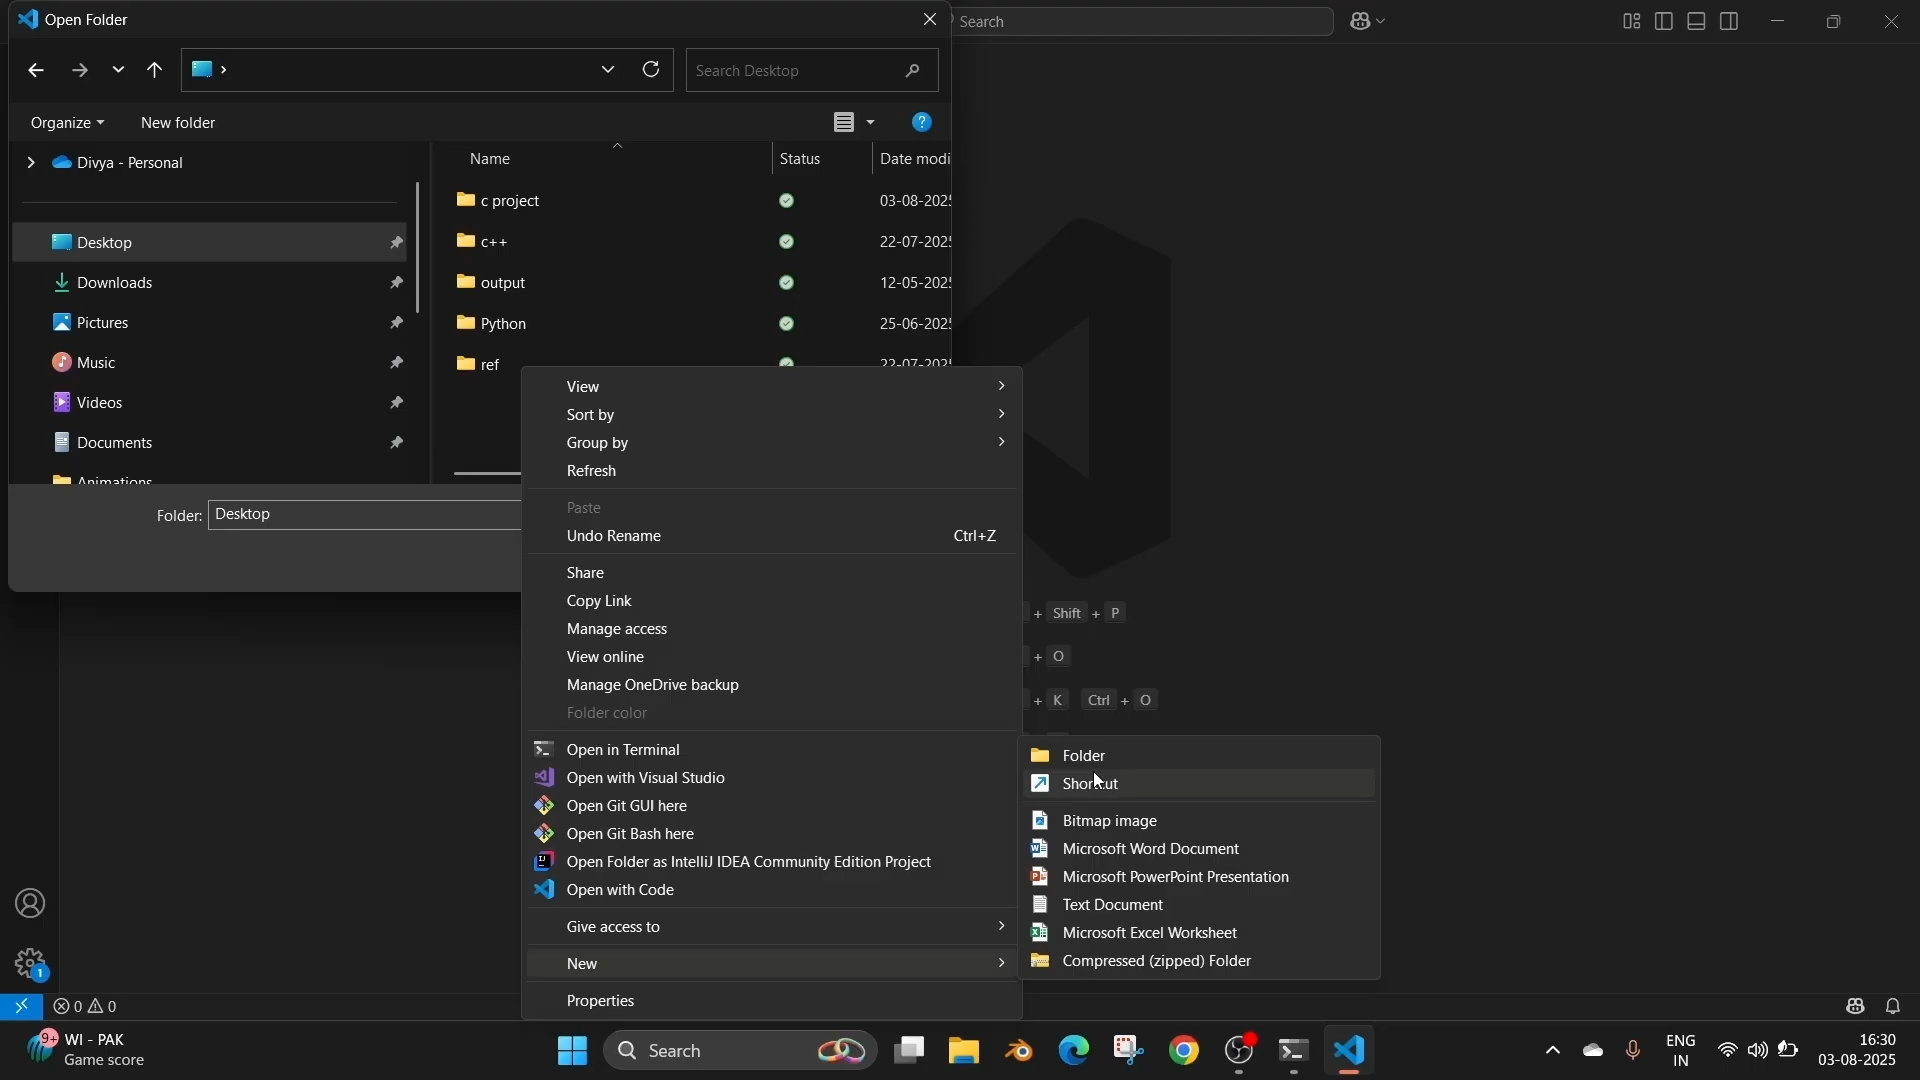 Open Folder
Search
Search Desktop
Organize
New folder
Divya - Personal
Name
Status
Date modi
c project
03-08-2025
Desktop
c++
22-07-2025
Downloads
output
12-05-2025
Pictures
Python
25-06-2025
Music
ref
22-07-2025
Videos
Documents
Animations
Folder:
Desktop
View
Sort by
Group by
Refresh
Paste
Undo Rename
Ctrl+Z
Share
Copy Link
Manage access
View online
Manage OneDrive backup
Folder color
Open in Terminal
Open with Visual Studio
Open Git GUI here
Open Git Bash here
Open Folder as IntelliJ IDEA Community Edition Project
Open with Code
Give access to
New
Properties
+ Shift + P
+ O
+ K Ctrl + O
Folder
Shortcut
Bitmap image
Microsoft Word Document
Microsoft PowerPoint Presentation
Text Document
Microsoft Excel Worksheet
Compressed (zipped) Folder
1
0 0
9+
WI - PAK
Game score
Search
ENG
IN
16:30
03-08-2025